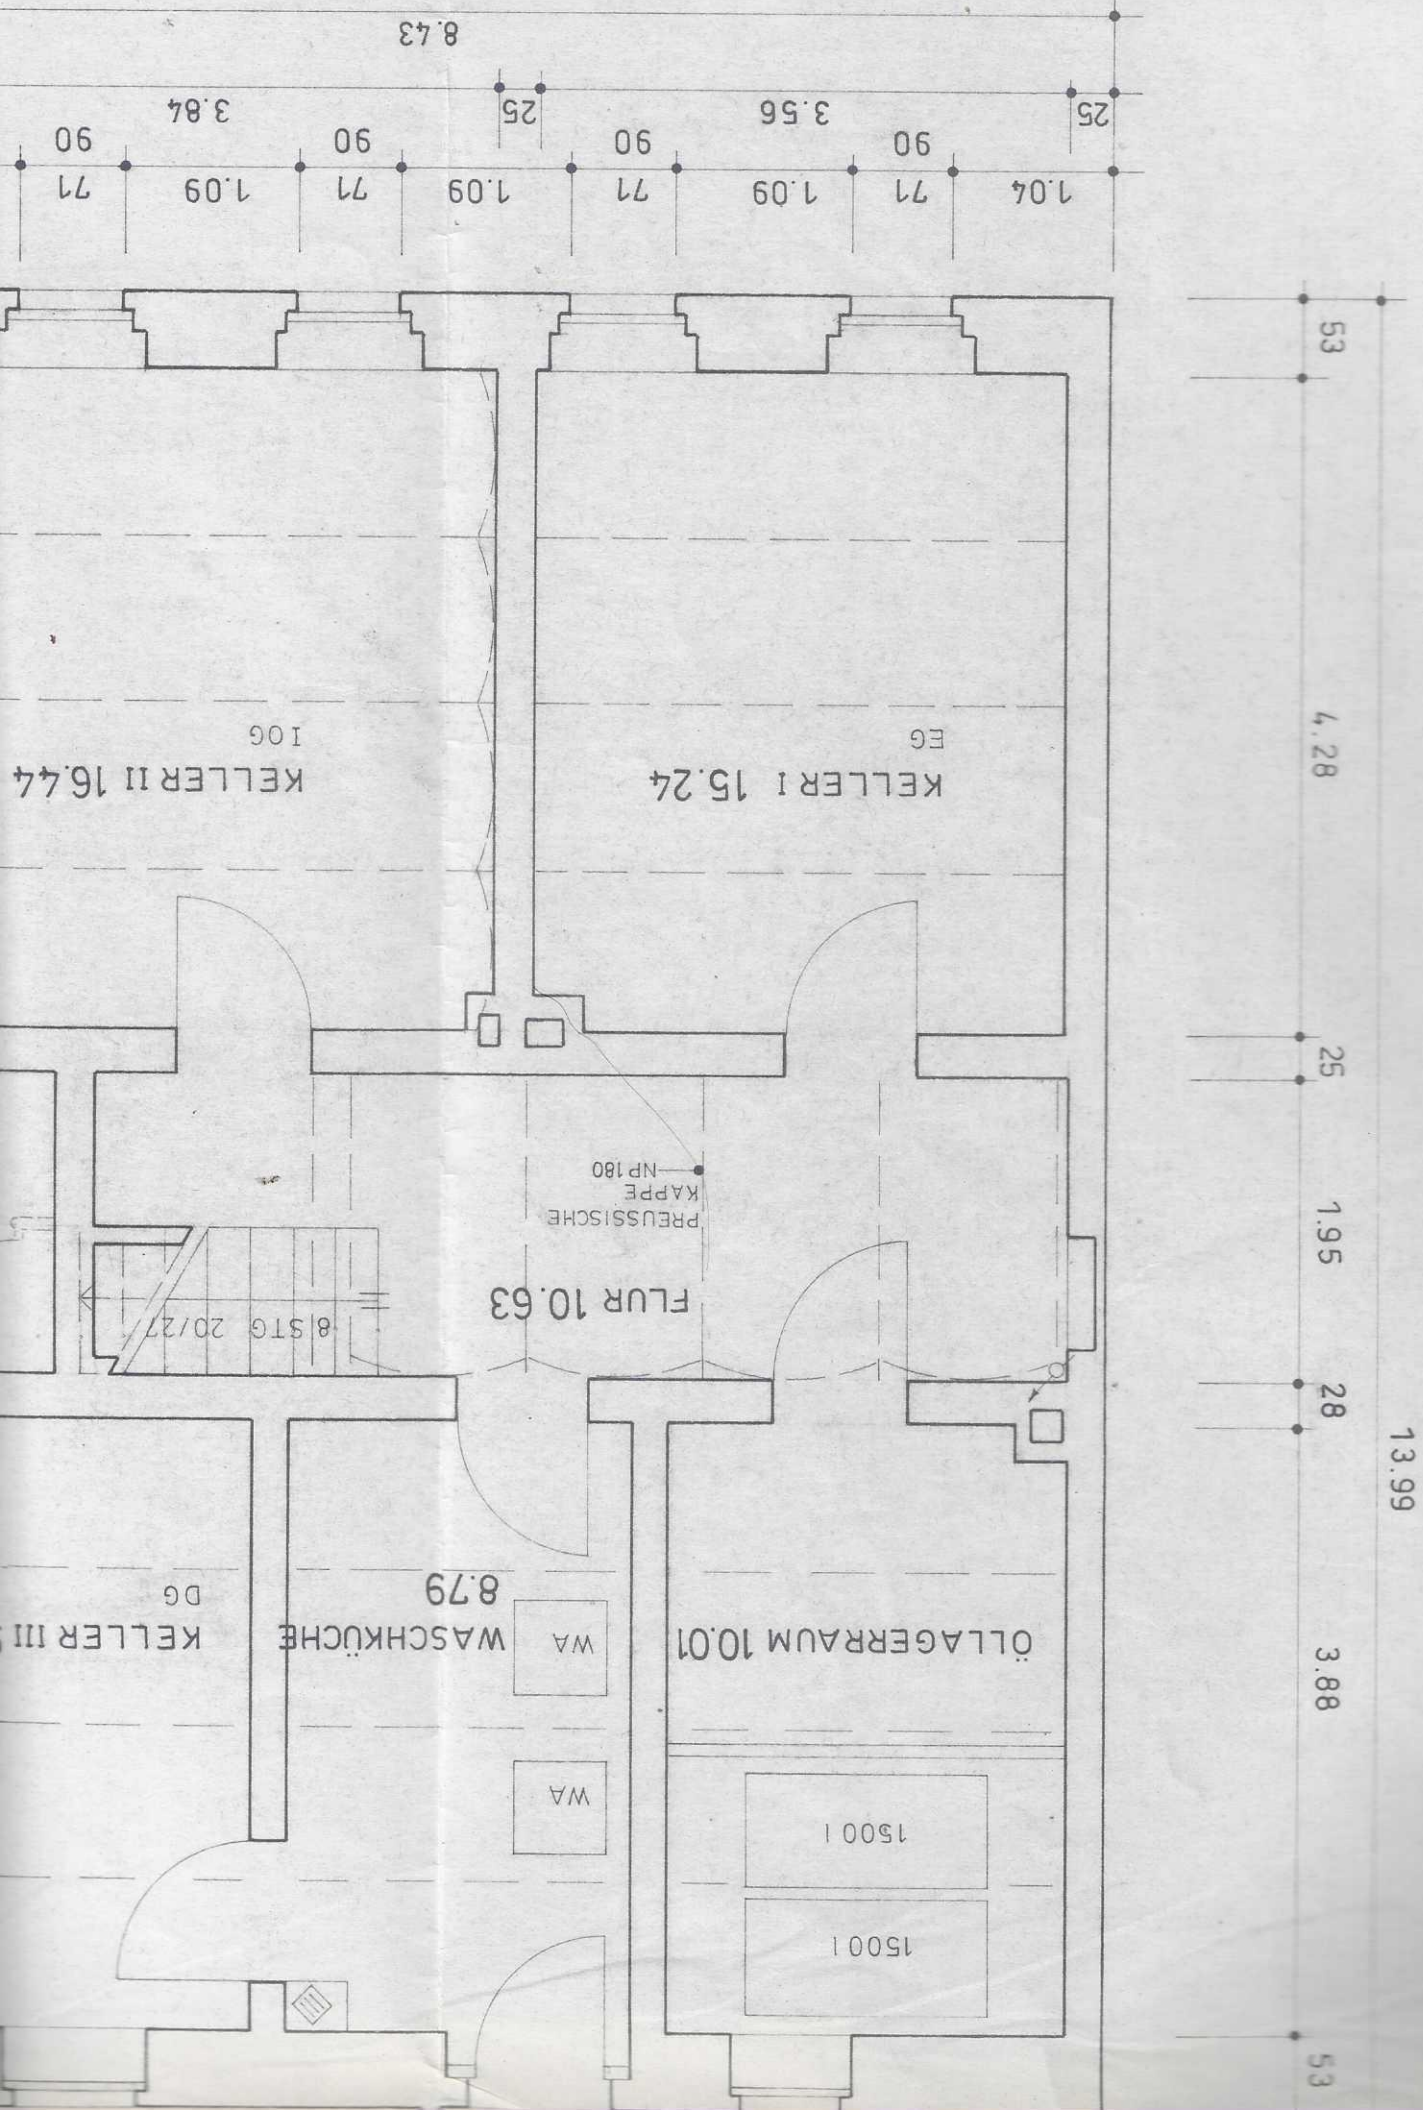 53
1500 l
1500 l
WA
ÖLLAGERRAUM 10.01
WA
WASCHKÜCHE
8.79
KELLER III
DG
3.88
13.99
28
8 STG 20/27
FLUR 10.63
PREUSSISCHE
KAPPE
NP 180
1.95
25
KELLER I 15.24
EG
KELLER II 16.44
I OG
4.28
53
1.04 71 1.09 71 1.09 71 1.09 71
90 90 90 90
25 3.56 25 3.84
8.43